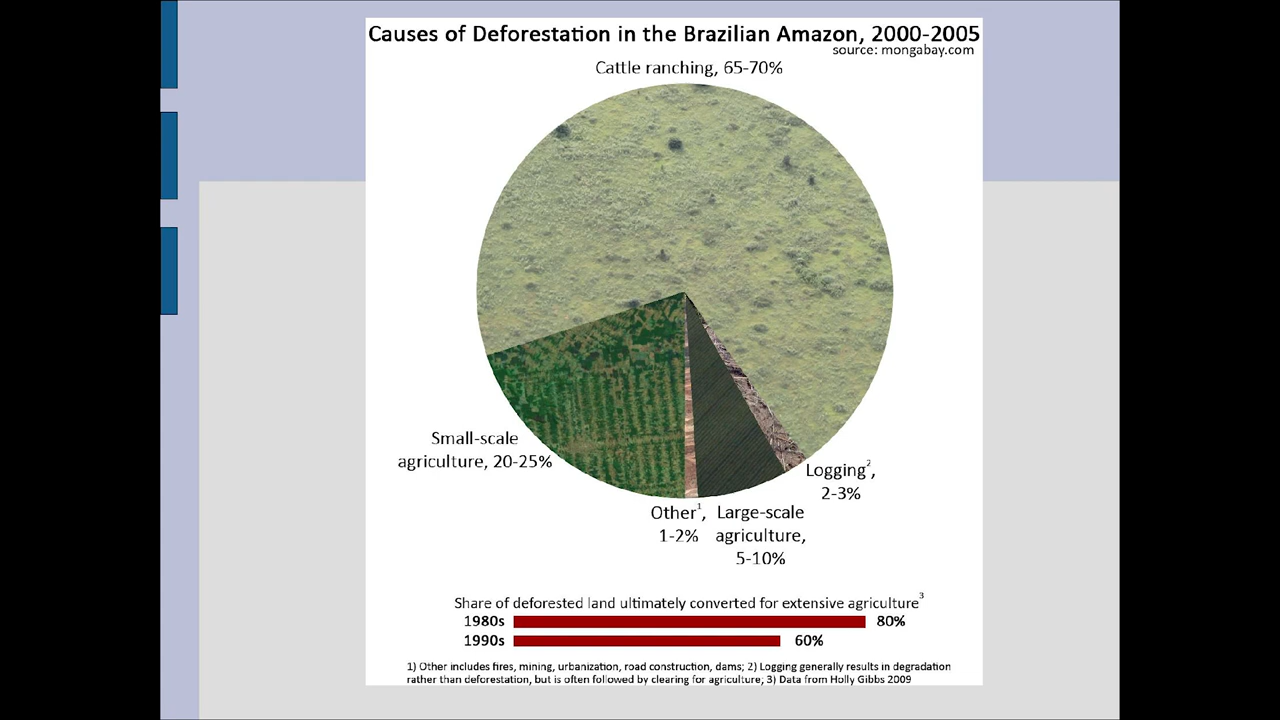 Causes of Deforestation in the Brazilian Amazon, 2000-2005
source: mongabay.com
Cattle ranching, 65-70%
Small-scale
agriculture, 20-25%
Logging²,
2-3%
Other¹,
1-2%
Large-scale
agriculture,
5-10%
Share of deforested land ultimately converted for extensive agriculture³
1980s 80%
1990s 60%
1) Other includes fires, mining, urbanization, road construction, dams; 2) Logging generally results in degradation
rather than deforestation, but is often followed by clearing for agriculture; 3) Data from Holly Gibbs 2009